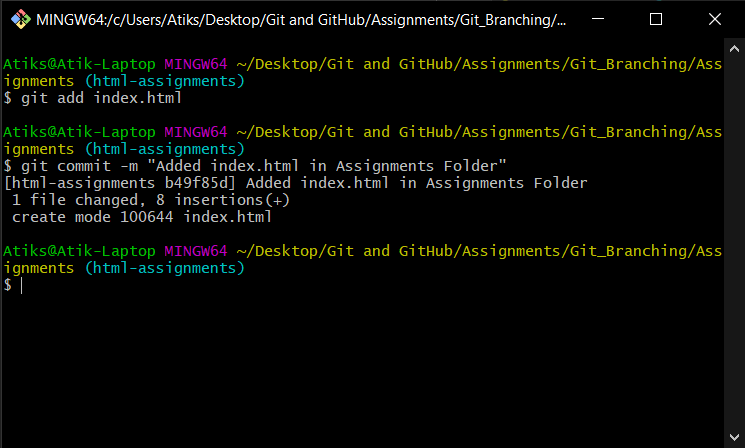 MINGW64:/c/Users/Atiks/Desktop/Git and GitHub/Assignments/Git_Branching/...
Atiks@Atik-Laptop MINGW64 ~/Desktop/Git and GitHub/Assignments/Git_Branching/Ass
ignments (html-assignments)
$ git add index.html
Atiks@Atik-Laptop MINGW64 ~/Desktop/Git and GitHub/Assignments/Git_Branching/Ass
ignments (html-assignments)
$ git commit -m "Added index.html in Assignments Folder"
[html-assignments b49f85d] Added index.html in Assignments Folder
 1 file changed, 8 insertions(+)
 create mode 100644 index.html
Atiks@Atik-Laptop MINGW64 ~/Desktop/Git and GitHub/Assignments/Git_Branching/Ass
ignments (html-assignments)
$